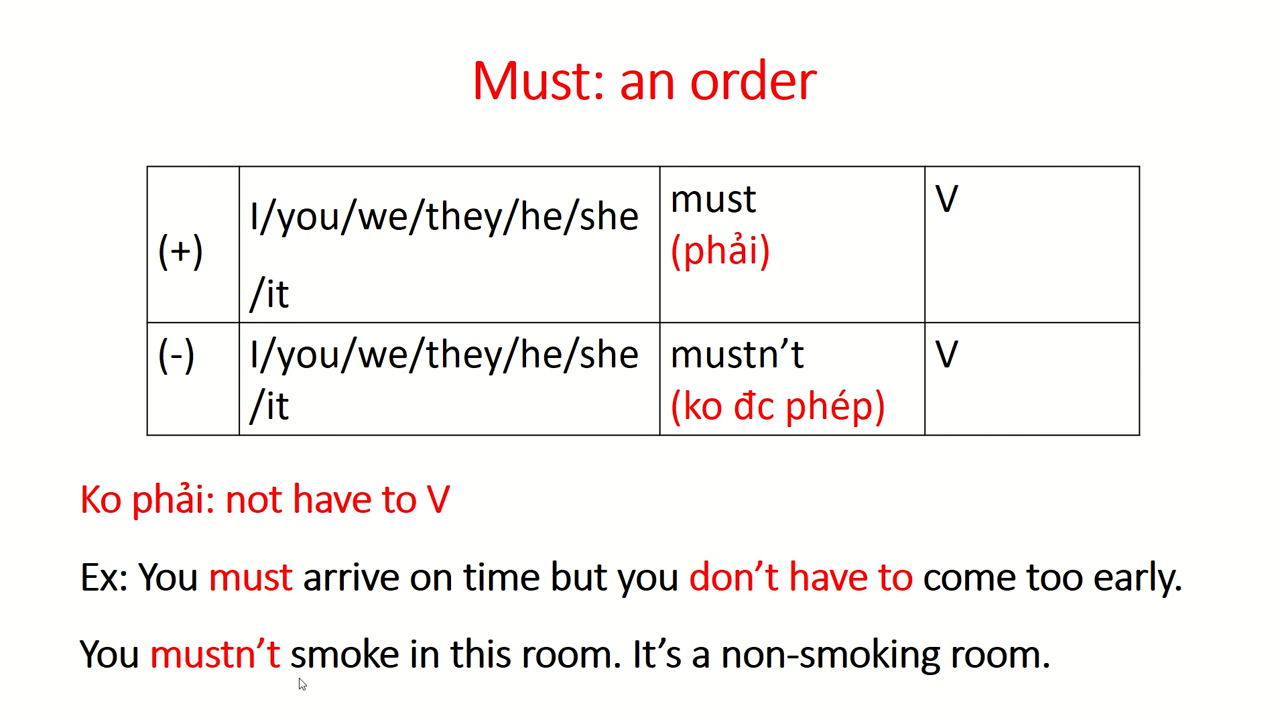 Must: an order
(+)
I/you/we/they/he/she
/it
must
(phải)
V
(-)
I/you/we/they/he/she
/it
mustn’t
(ko đc phép)
V
Ko phải: not have to V
Ex: You must arrive on time but you don’t have to come too early.
You mustn’t smoke in this room. It’s a non-smoking room.